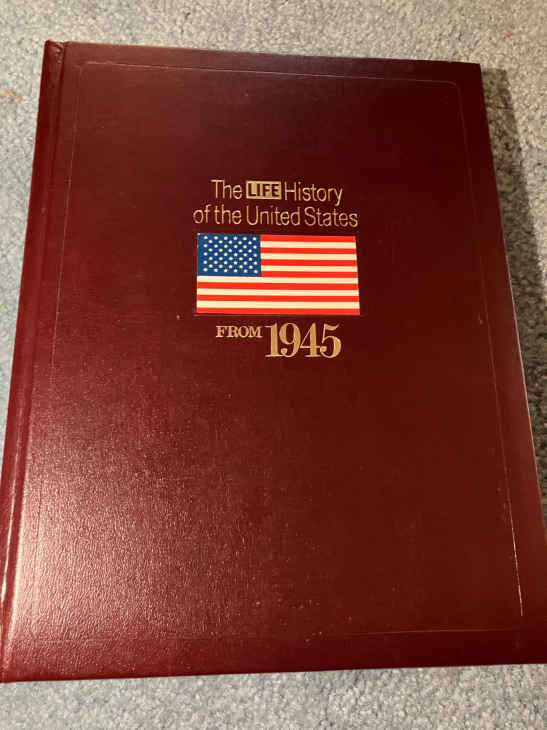 The LIFE History
of the United States
FROM 1945